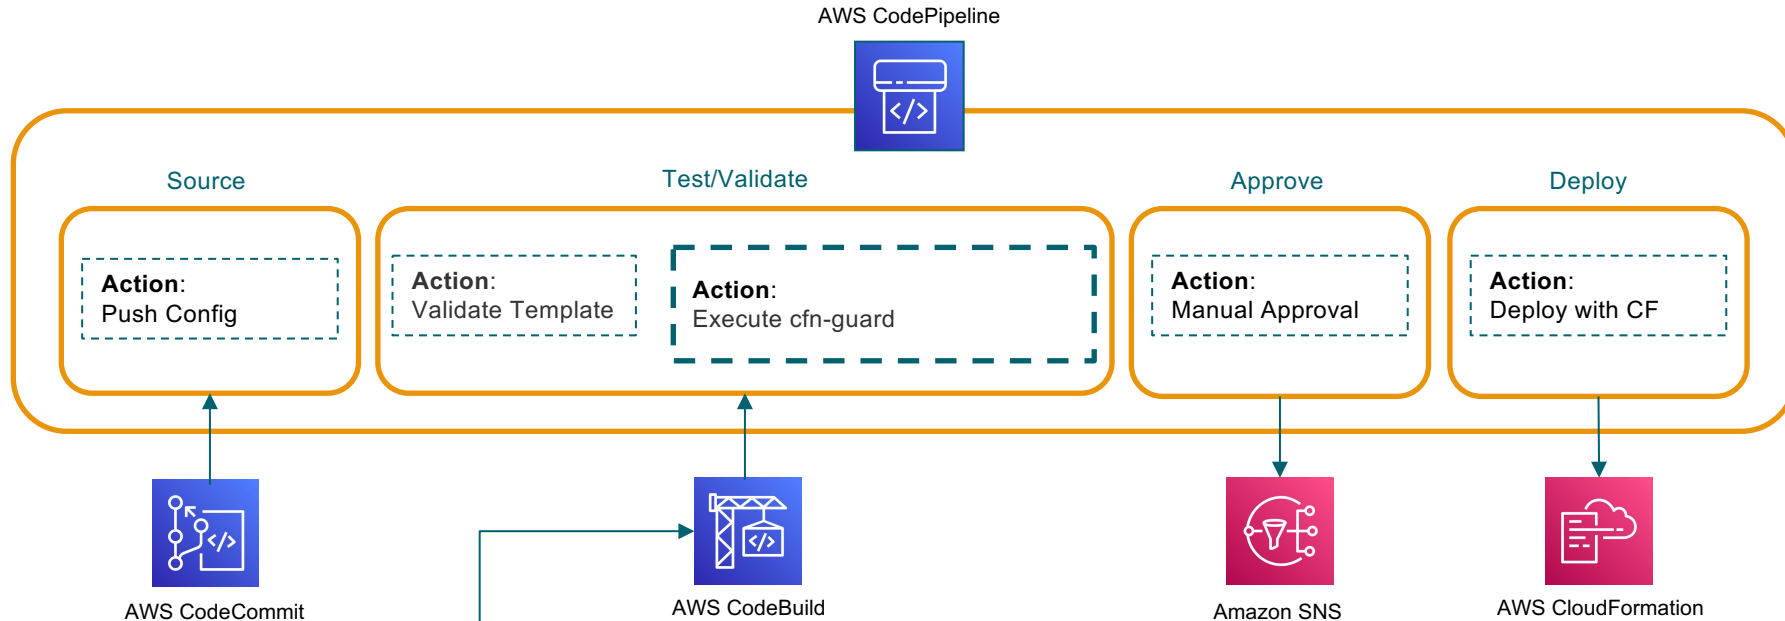 AWS CodePipeline
Source
Test/Validate
Approve
Deploy
Action:
Push Config
Action:
Validate Template
Action:
Execute cfn-guard
Action:
Manual Approval
Action:
Deploy with CF
AWS CodeCommit
AWS CodeBuild
Amazon SNS
AWS CloudFormation